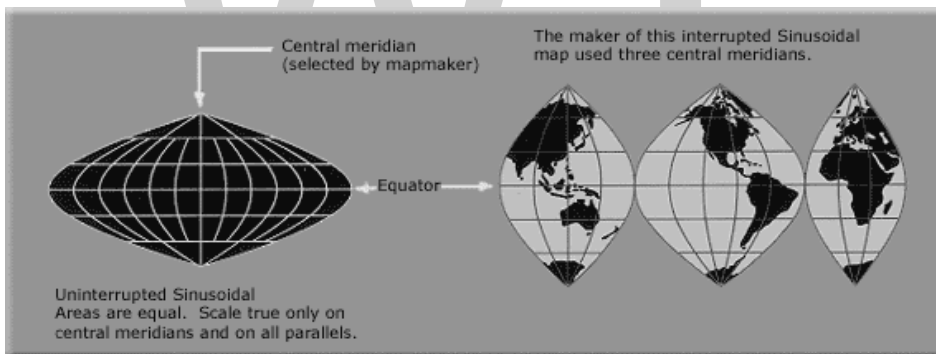 Central meridian
(selected by mapmaker)
The maker of this interrupted Sinusoidal
map used three central meridians.
Equator
Uninterrupted Sinusoidal
Areas are equal. Scale true only on
central meridians and on all parallels.